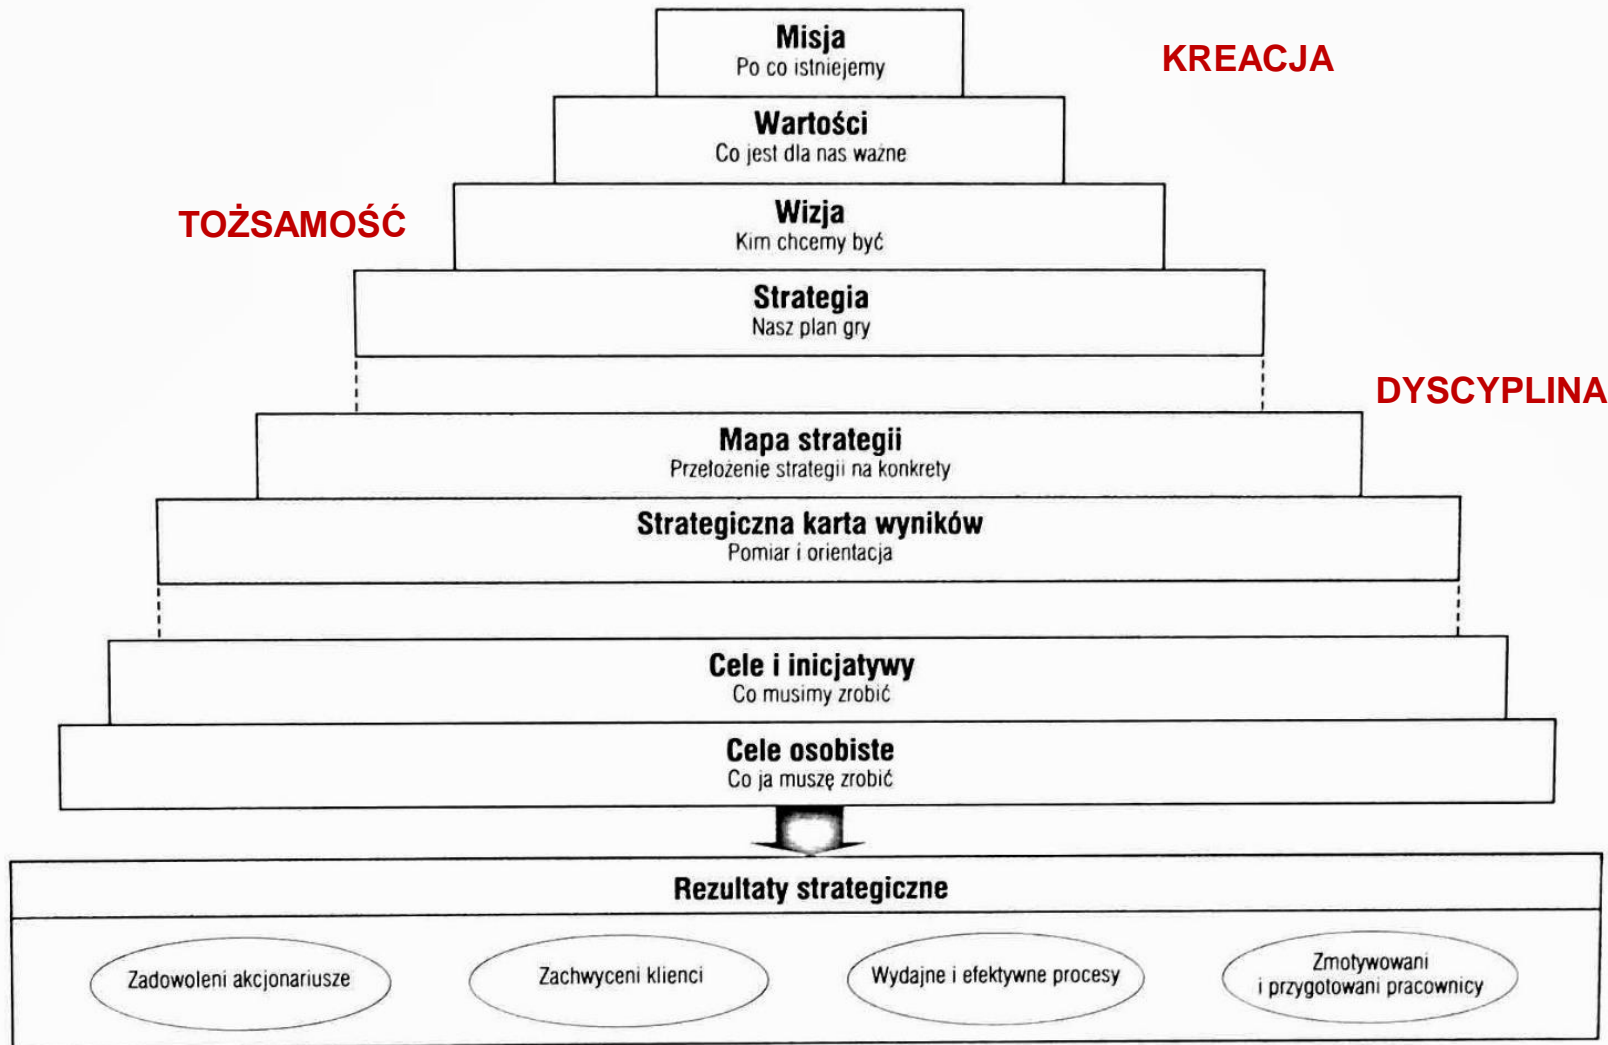 Misja
Po co istniejemy
KREACJA
Wartości
Co jest dla nas ważne
TOŻSAMOŚĆ
Wizja
Kim chcemy być
Strategia
Nasz plan gry
DYSCYPLINA
Mapa strategii
Przełożenie strategii na konkrety
Strategiczna karta wyników
Pomiar i orientacja
Cele i inicjatywy
Co musimy zrobić
Cele osobiste
Co ja muszę zrobić
Rezultaty strategiczne
Zadowoleni akcjonariusze
Zachwyceni klienci
Wydajne i efektywne procesy
Zmotywowani
i przygotowani pracownicy